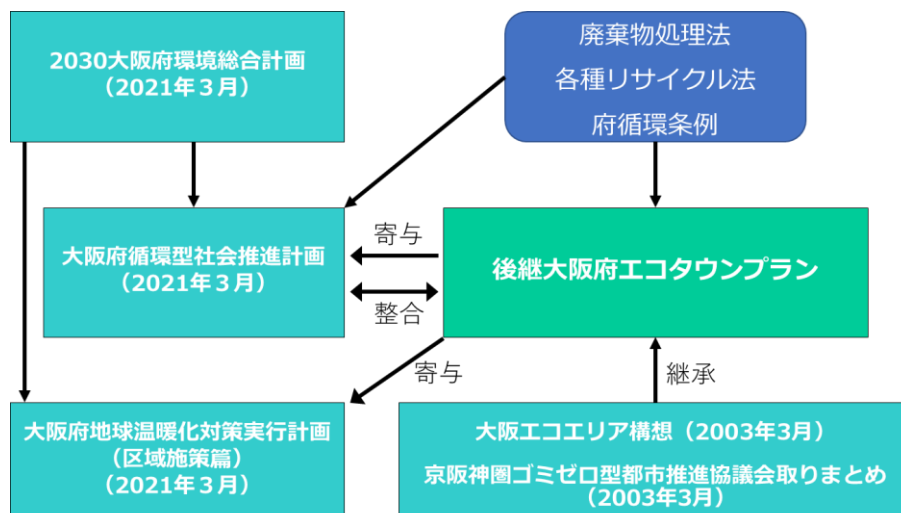 2030大阪府環境総合計画
（2021年３月）
廃棄物処理法
各種リサイクル法
府循環条例
大阪府循環型社会推進計画
（2021年３月）
寄与
整合
後継大阪府エコタウンプラン
寄与
継承
大阪府地球温暖化対策実行計画
（区域施策篇）
（2021年３月）
大阪エコエリア構想（2003年3月）
京阪神圏ゴミゼロ型都市推進協議会取りまとめ
（2003年3月）